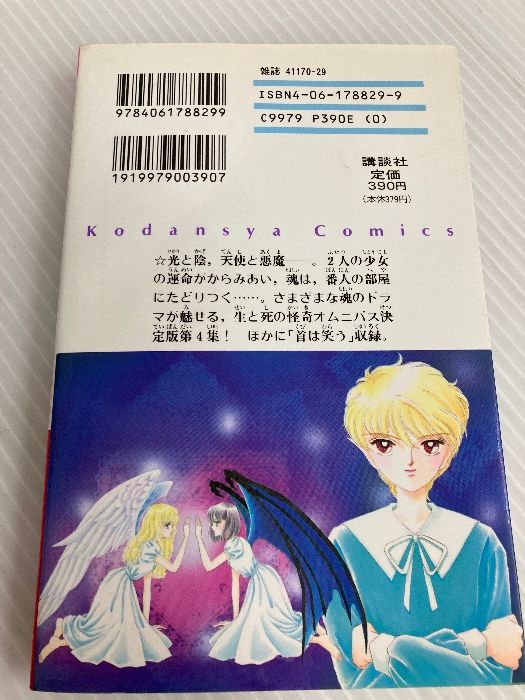 雑誌 41170-29
ISBN4-06-178829-9
C9979 P390E (0)
9784061788299
1919979003907
講談社
定価
390円
(本体379円)
Kodansya Comics
☆光と陰，天使と悪魔——。2人の少女
の運命がからみあい，魂は，番人の部屋
にたどりつく……。さまざまな魂のドラ
マが魅せる，生と死の怪奇オムニバス決
定版第4集！ ほかに「首は笑う」収録。